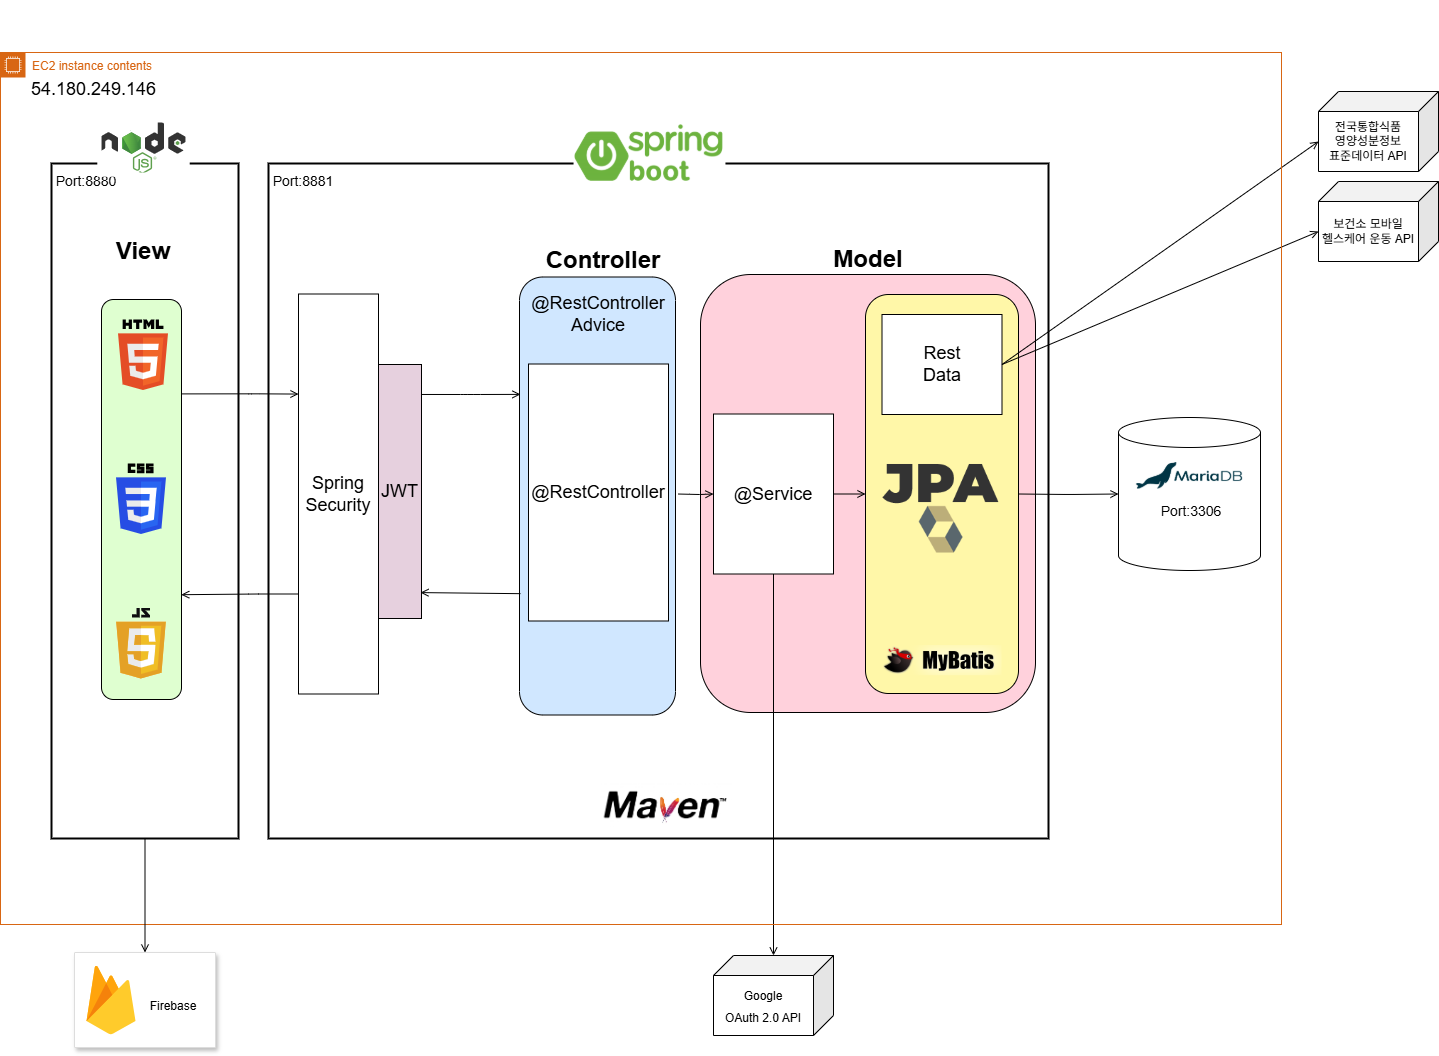 EC2 instance contents
54.180.249.146
node
JS
spring
boot
Port:8880
Port:8881
View
Controller
Model
HTML
5
CSS
3
JS
5
Spring
Security
JWT
@RestController
Advice
@RestController
@Service
Rest
Data
JPA
MyBatis
Maven™
MariaDB
Port:3306
전국통합식품
영양성분정보
표준데이터 API
보건소 모바일
헬스케어 운동 API
Firebase
Google
OAuth 2.0 API